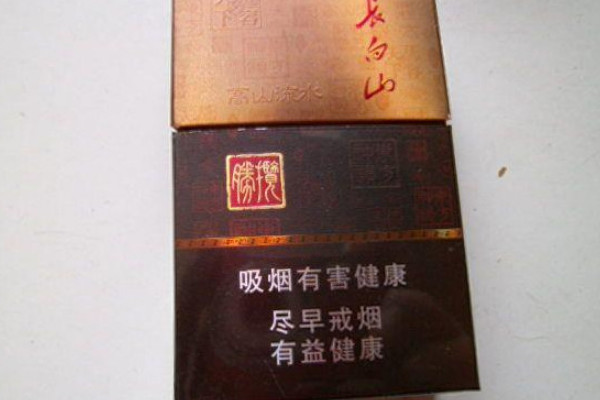 长白山
高山流水
揽胜
吸烟有害健康
尽早戒烟
有益健康